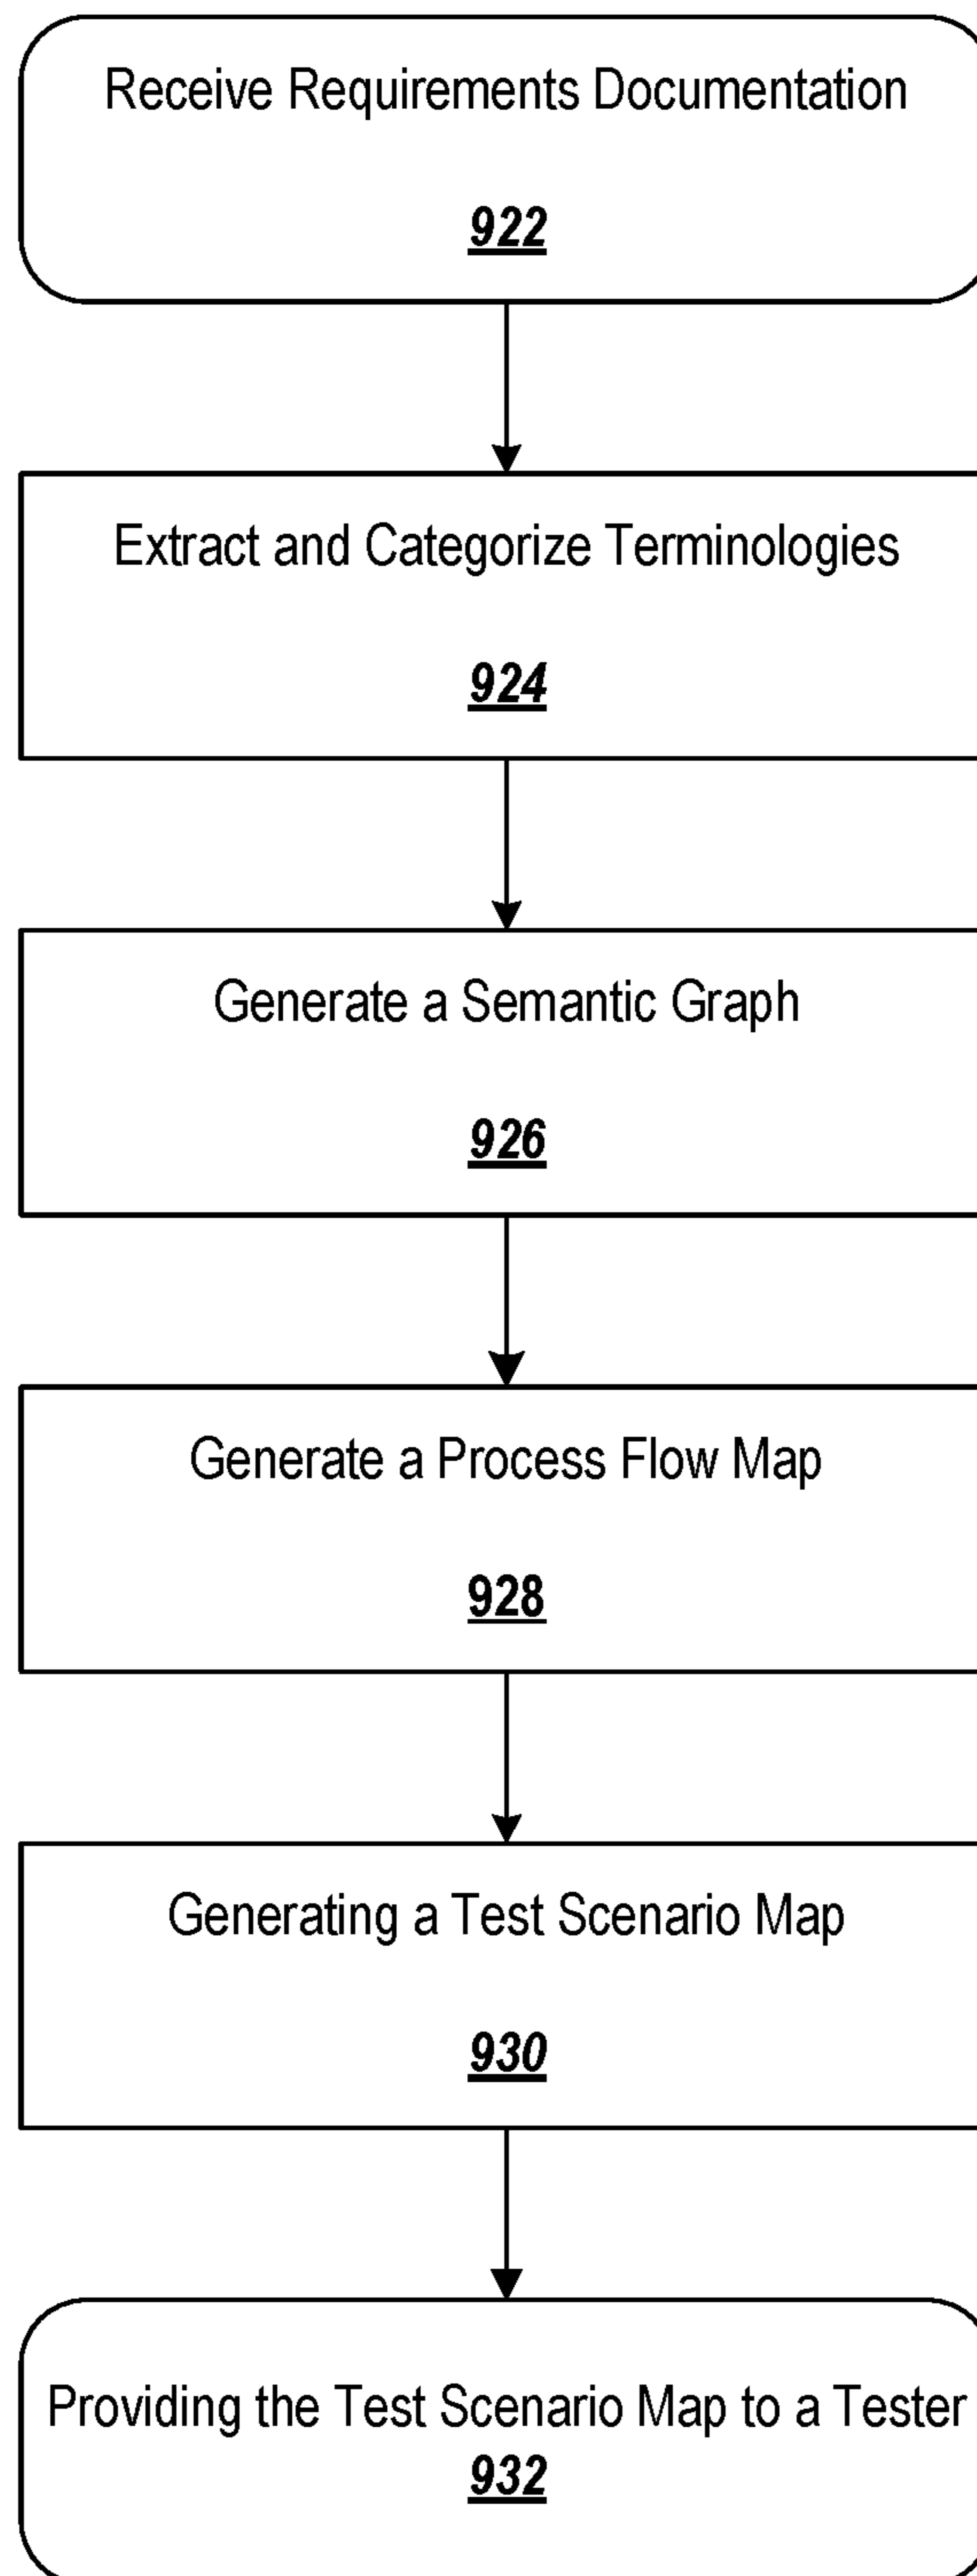 Receive Requirements Documentation
922
Extract and Categorize Terminologies
924
Generate a Semantic Graph
926
Generate a Process Flow Map
928
Generating a Test Scenario Map
930
Providing the Test Scenario Map to a Tester
932